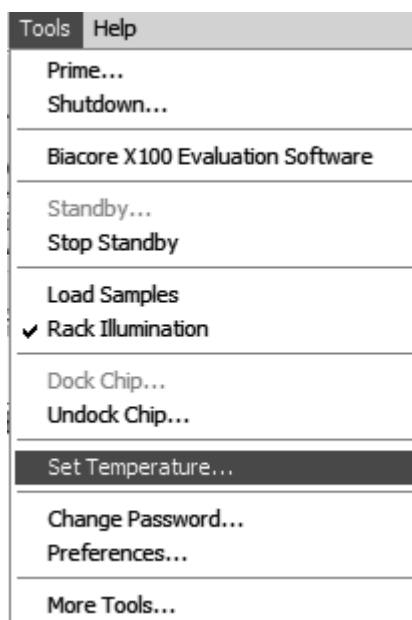 Tools Help
Prime...
Shutdown...
Biacore X100 Evaluation Software
Standby...
Stop Standby
Load Samples
Rack Illumination
Dock Chip...
Undock Chip...
Set Temperature...
Change Password...
Preferences...
More Tools...